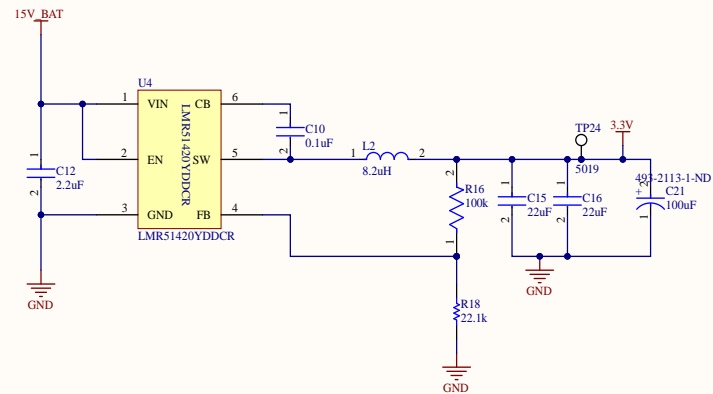 15V_BAT
U4
1 VIN CB 6
2 EN SW 5
3 GND FB 4
LMR51420YDDCR
LMR51420YDDCR
1
C12
2.2uF
2
GND
1
C10
0.1uF
2
1 L2 2
8.2uH
2
R16
100k
1
R18
22.1k
GND
1
C15
22uF
2
1
C16
22uF
2
GND
TP24
5019
3.3V
493-2113-1-ND
2
+ C21
100uF
1